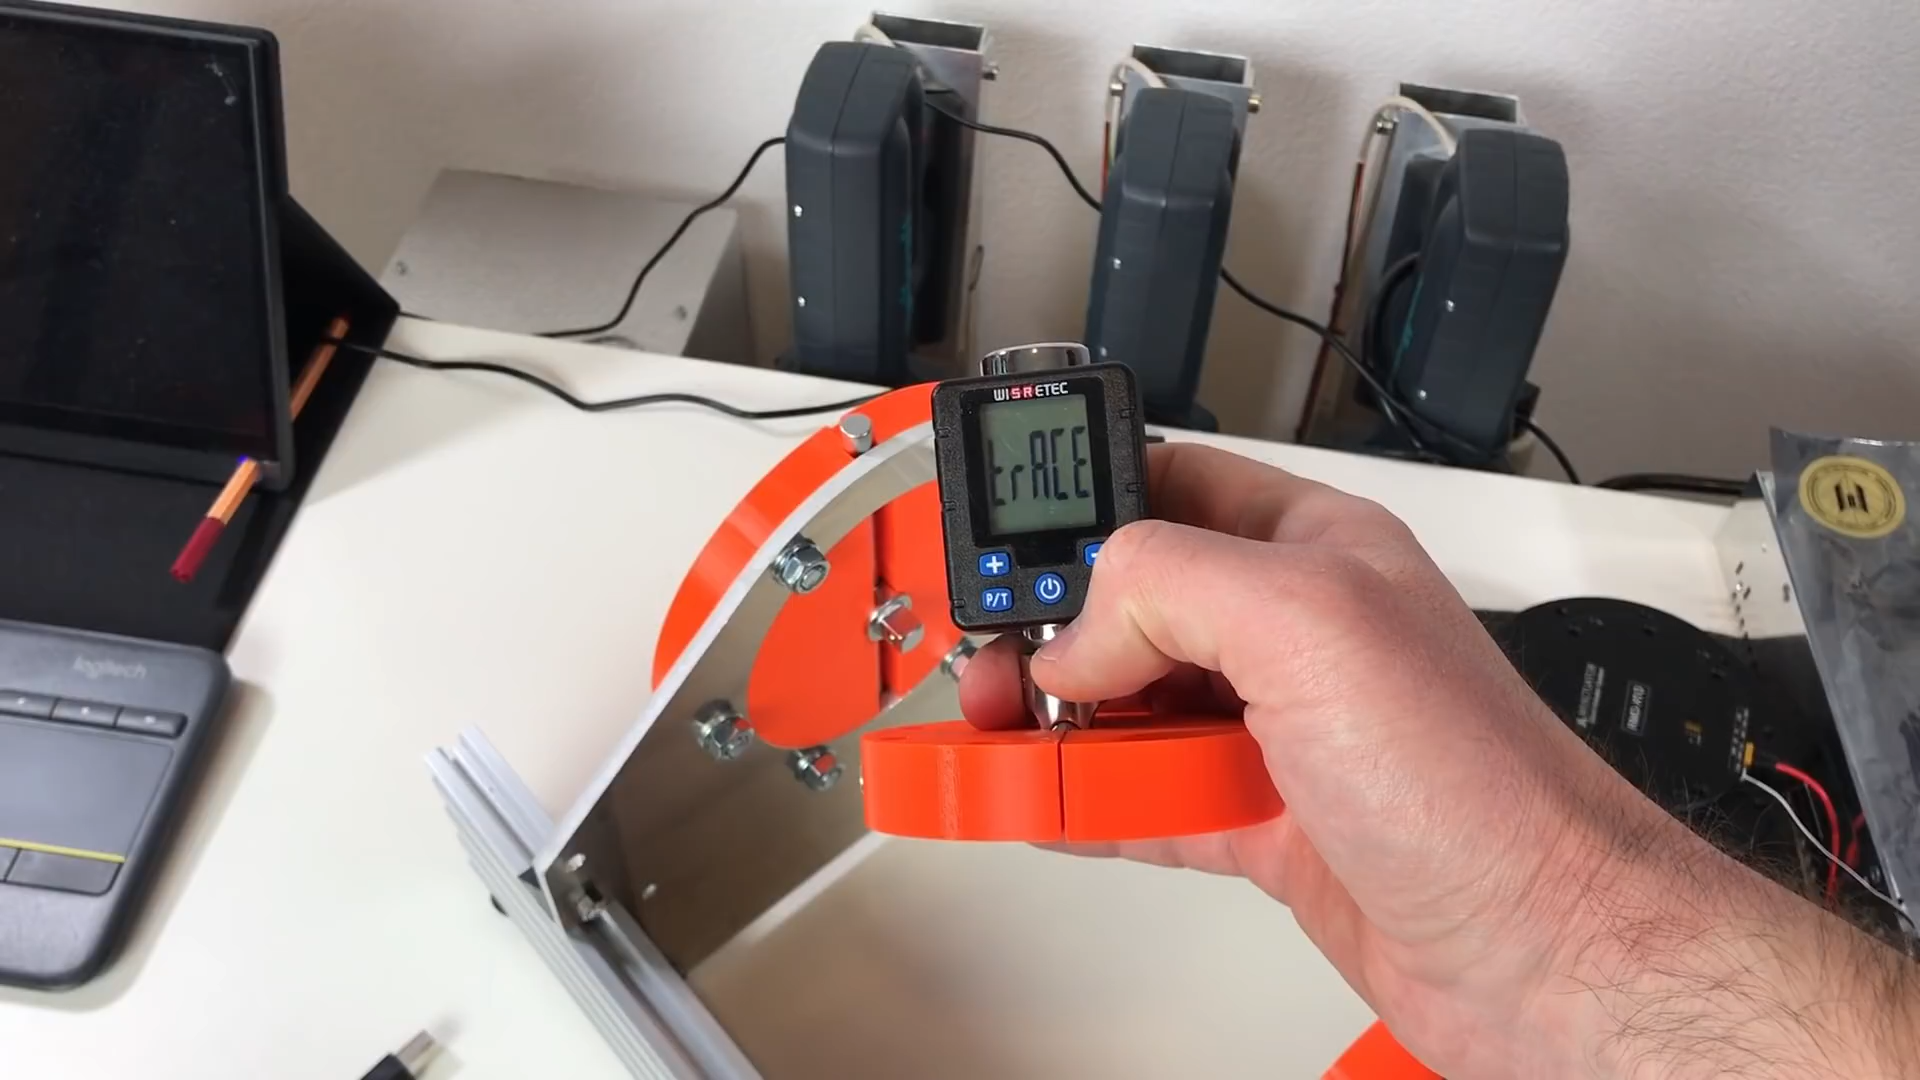 WISRETEC
trACE
+
-
P/T
logitech